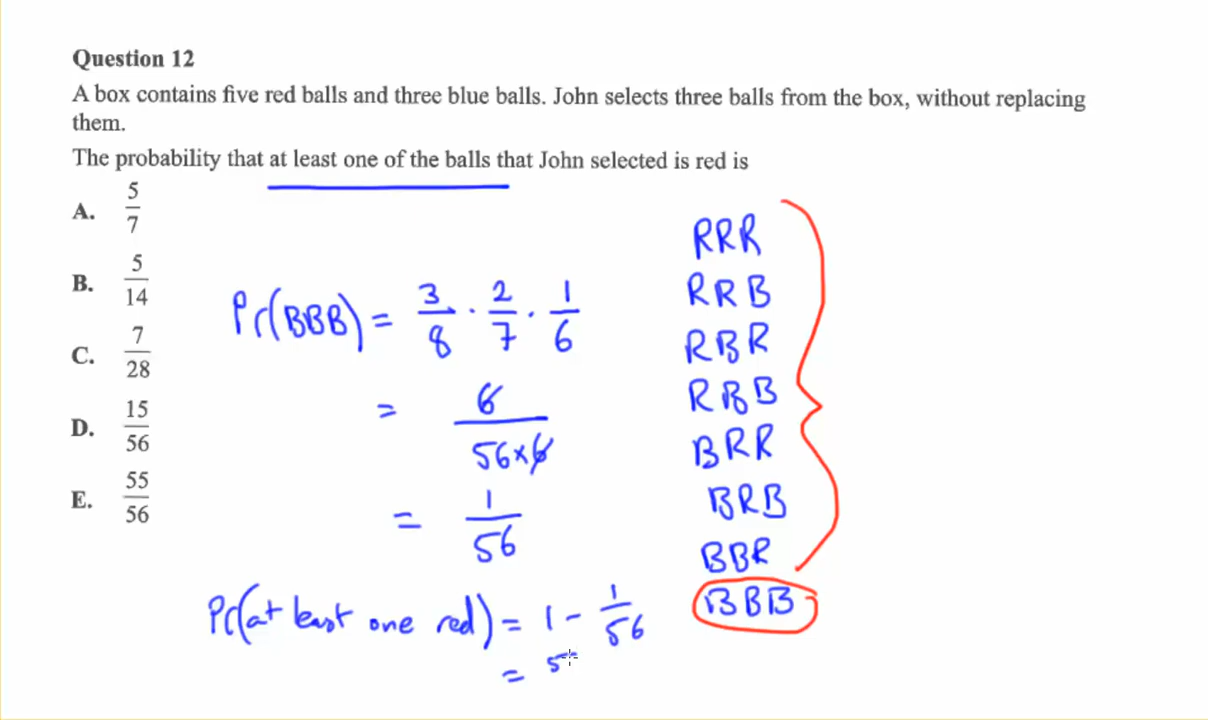 Question 12
A box contains five red balls and three blue balls. John selects three balls from the box, without replacing
them.
The probability that at least one of the balls that John selected is red is
A. 5/7
B. 5/14
C. 7/28
D. 15/56
E. 55/56
Pr(BBB) = 3/8 · 2/7 · 1/6
= 6/56×6
= 1/56
Pr(at least one red) = 1 - 1/56
= 5
RRR
RRB
RBR
RBB
BRR
BRB
BBR
BBB